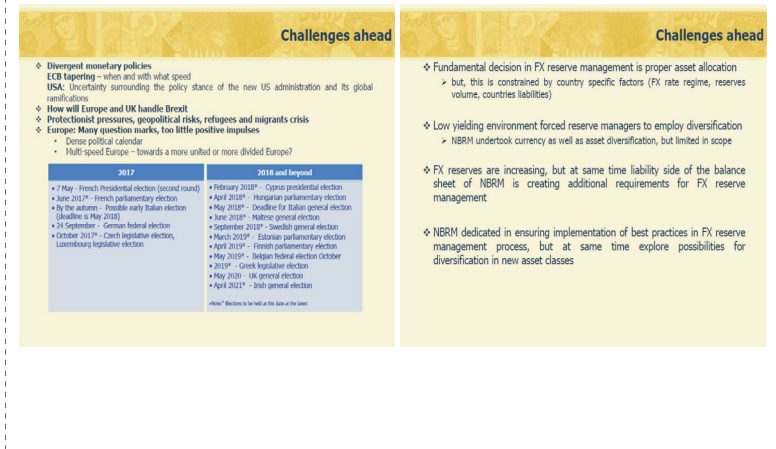 Challenges ahead
❖ Divergent monetary policies
ECB tapering – when and with what speed
USA: Uncertainty surrounding the policy stance of the new US administration and its global
ramifications
❖ How will Europe and UK handle Brexit
❖ Protectionist pressures, geopolitical risks, refugees and migrants crisis
❖ Europe: Many question marks, too little positive impulses
• Dense political calendar
• Multi-speed Europe – towards a more united or more divided Europe?
2017
• 7 May - French Presidential election (second round)
• June 2017* - French parliamentary election
• By the autumn - Possible early Italian election
(deadline is May 2018)
• 24 September - German federal election
• October 2017* - Czech legislative election,
Luxembourg legislative election
2018 and beyond
• February 2018* - Cyprus presidential election
• April 2018* - Hungarian parliamentary election
• May 2018* - Deadline for Italian general election
• June 2018* - Maltese general election
• September 2018* - Swedish general election
• March 2019* - Estonian parliamentary election
• April 2019* - Finnish parliamentary election
• May 2019* - Belgian federal election October
• 2019* - Greek legislative election
• May 2020 - UK general election
• April 2021* - Irish general election
•Note:* Elections to be held at this date at the latest
Challenges ahead
❖ Fundamental decision in FX reserve management is proper asset allocation
➢ but, this is constrained by country specific factors (FX rate regime, reserves
volume, countries liabilities)
❖ Low yielding environment forced reserve managers to employ diversification
➢ NBRM undertook currency as well as asset diversification, but limited in scope
❖ FX reserves are increasing, but at same time liability side of the balance
sheet of NBRM is creating additional requirements for FX reserve
management
❖ NBRM dedicated in ensuring implementation of best practices in FX reserve
management process, but at same time explore possibilities for
diversification in new asset classes